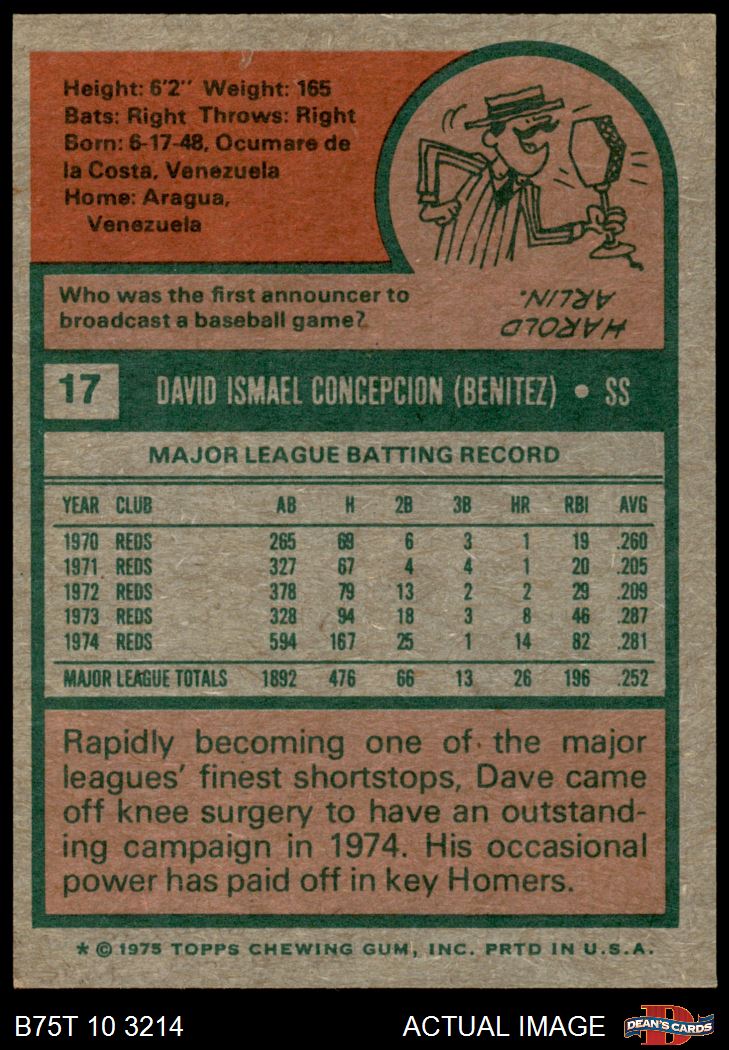 Height: 6'2" Weight: 165
Bats: Right Throws: Right
Born: 6-17-48, Ocumare de
la Costa, Venezuela
Home: Aragua,
Venezuela
Who was the first announcer to
broadcast a baseball game?
HAROLD
ARLIN.
17 DAVID ISMAEL CONCEPCION (BENITEZ) • SS
MAJOR LEAGUE BATTING RECORD
YEAR CLUB AB H 2B 3B HR RBI AVG
1970 REDS 265 69 6 3 1 19 .260
1971 REDS 327 67 4 4 1 20 .205
1972 REDS 378 79 13 2 2 29 .209
1973 REDS 328 94 18 3 8 46 .287
1974 REDS 594 167 25 1 14 82 .281
MAJOR LEAGUE TOTALS 1892 476 66 13 26 196 .252
Rapidly becoming one of the major
leagues' finest shortstops, Dave came
off knee surgery to have an outstand-
ing campaign in 1974. His occasional
power has paid off in key Homers.
* © 1975 TOPPS CHEWING GUM, INC. PRTD IN U.S.A.
B75T 10 3214 ACTUAL IMAGE
D
DEAN'S CARDS